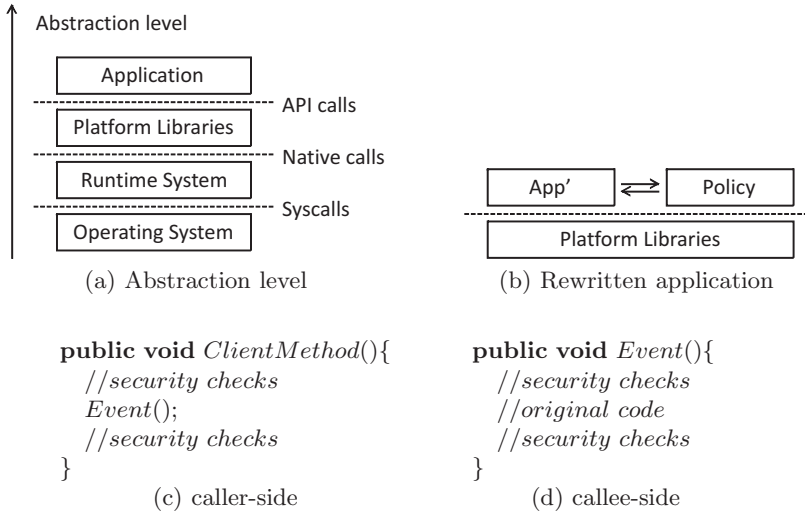 Abstraction level
Application
API calls
Platform Libraries
Native calls
Runtime System
Syscalls
Operating System
(a) Abstraction level
App’
Policy
Platform Libraries
(b) Rewritten application
public void ClientMethod(){
//security checks
Event();
//security checks
}
(c) caller-side
public void Event(){
//security checks
//original code
//security checks
}
(d) callee-side